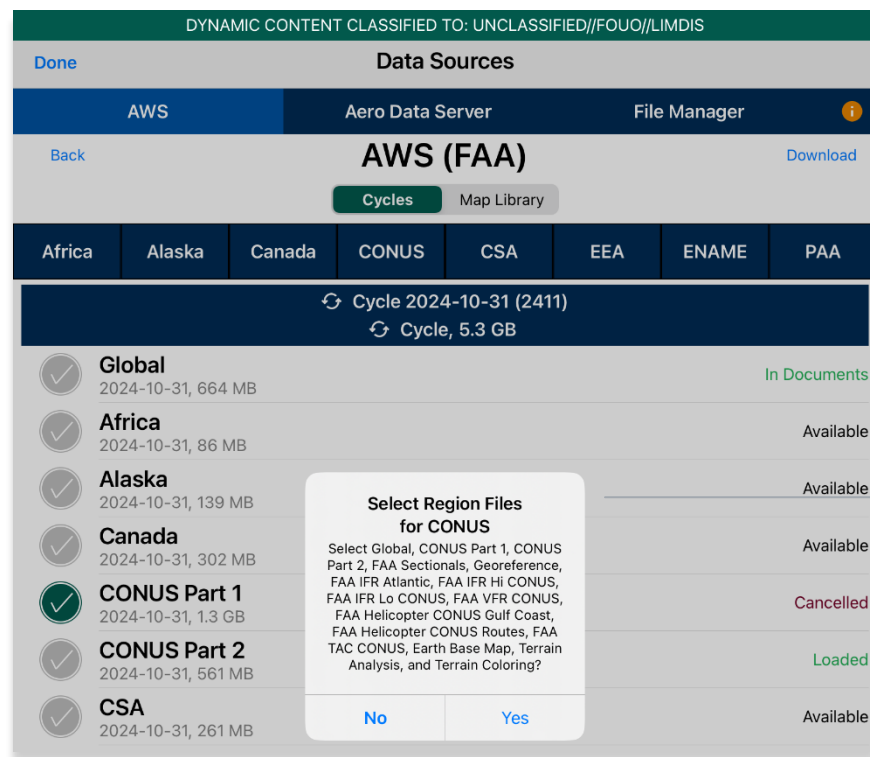 DYNAMIC CONTENT CLASSIFIED TO: UNCLASSIFIED//FOUO//LIMDIS
Done
Data Sources
AWS
Aero Data Server
File Manager
i
Back
AWS (FAA)
Download
Cycles
Map Library
Africa
Alaska
Canada
CONUS
CSA
EEA
ENAME
PAA
Cycle 2024-10-31 (2411)
Cycle, 5.3 GB
Global
2024-10-31, 664 MB
In Documents
Africa
2024-10-31, 86 MB
Available
Alaska
2024-10-31, 139 MB
Available
Canada
2024-10-31, 302 MB
Available
CONUS Part 1
2024-10-31, 1.3 GB
Cancelled
CONUS Part 2
2024-10-31, 561 MB
Loaded
CSA
2024-10-31, 261 MB
Available
Select Region Files
for CONUS
Select Global, CONUS Part 1, CONUS
Part 2, FAA Sectionals, Georeference,
FAA IFR Atlantic, FAA IFR Hi CONUS,
FAA IFR Lo CONUS, FAA VFR CONUS,
FAA Helicopter CONUS Gulf Coast,
FAA Helicopter CONUS Routes, FAA
TAC CONUS, Earth Base Map, Terrain
Analysis, and Terrain Coloring?
No
Yes